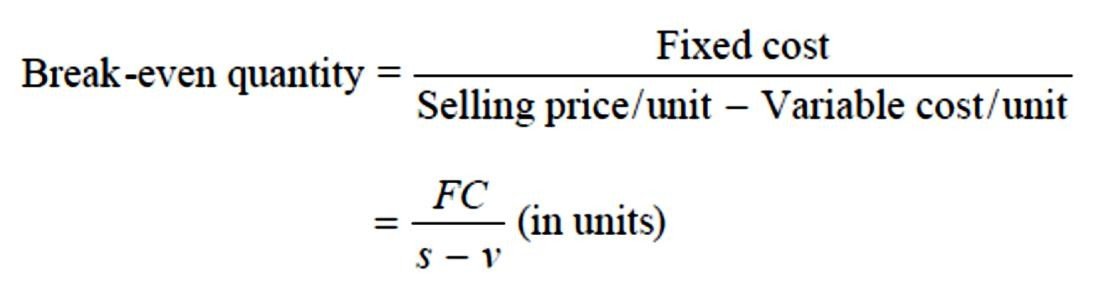 Fixed cost
Break-even quantity =
Selling price/unit – Variable cost/unit
FC
= (in units)
s – v